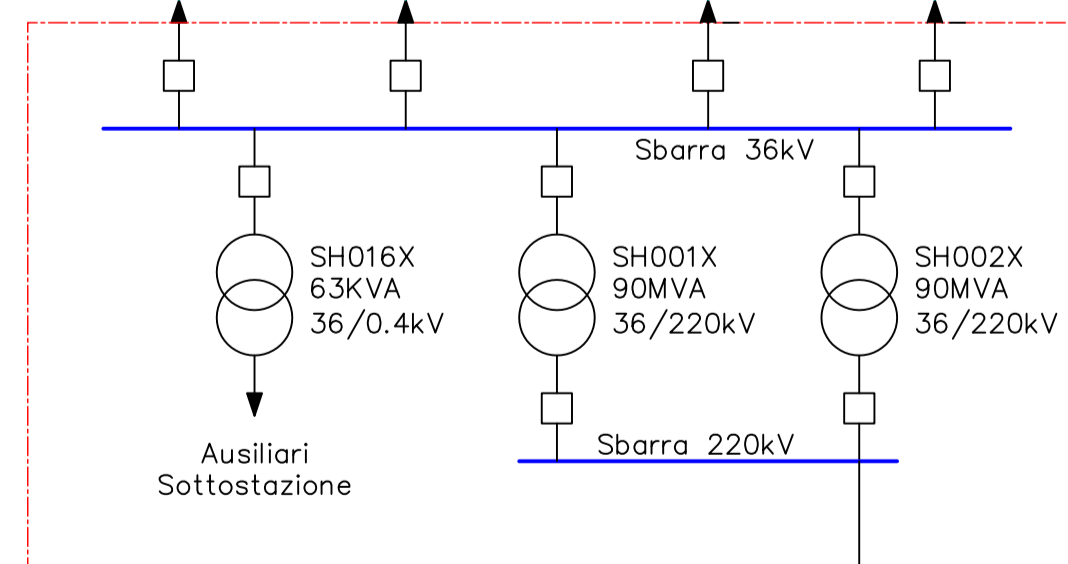 Sbarra 36kV
SH016X
63KVA
36/0.4kV
SH001X
90MVA
36/220kV
SH002X
90MVA
36/220kV
Ausiliari
Sottostazione
Sbarra 220kV